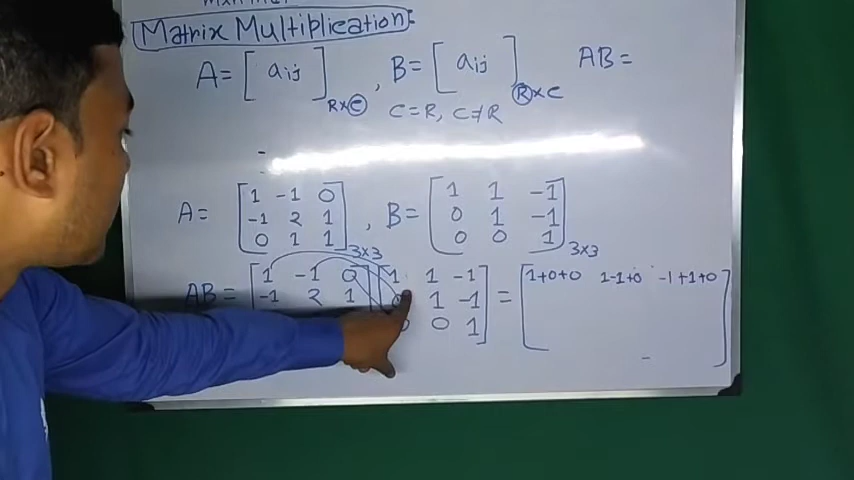 Matrix Multiplication:
A = [ aij ] R×C , B = [ aij ] R×C AB =
C=R, C≠R
A = [ 1 -1 0 , B = [ 1 1 -1
-1 2 1 0 1 -1
0 1 1 ] 3×3 0 0 1 ] 3×3
AB = [ 1 -1 0 ] [ 1 1 -1 ] = [ 1+0+0 1-1+0 -1+1+0 ]
-1 2 1 0 1 -1
0 0 1